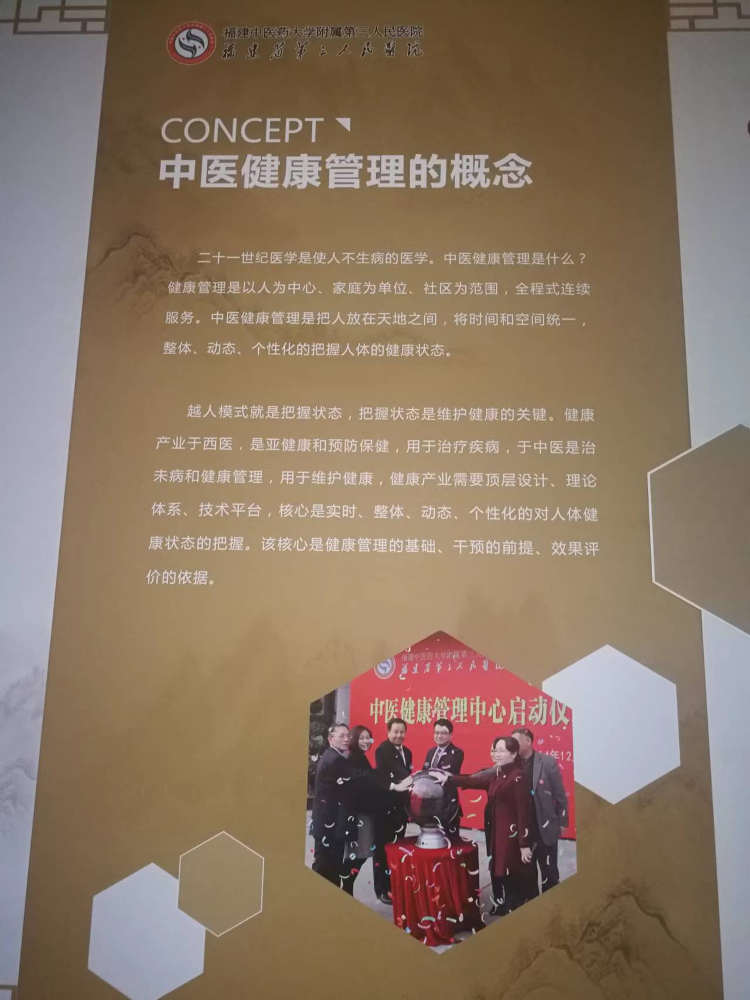 福建中医药大学附属第三人民医院
福建省第三人民醫院
CONCEPT
中医健康管理的概念
二十一世纪医学是使人不生病的医学。中医健康管理是什么？
健康管理是以人为中心、家庭为单位、社区为范围，全程式连续
服务。中医健康管理是把人放在天地之间，将时间和空间统一，
整体、动态、个性化的把握人体的健康状态。
越人模式就是把握状态，把握状态是维护健康的关键。健康
产业于西医，是亚健康和预防保健，用于治疗疾病，于中医是治
未病和健康管理，用于维护健康，健康产业需要顶层设计、理论
体系、技术平台，核心是实时、整体、动态、个性化的对人体健
康状态的把握。该核心是健康管理的基础、干预的前提、效果评
价的依据。
福建中医药大学附属第三人
福建省第三人民醫院
中医健康管理中心启动仪
14年12